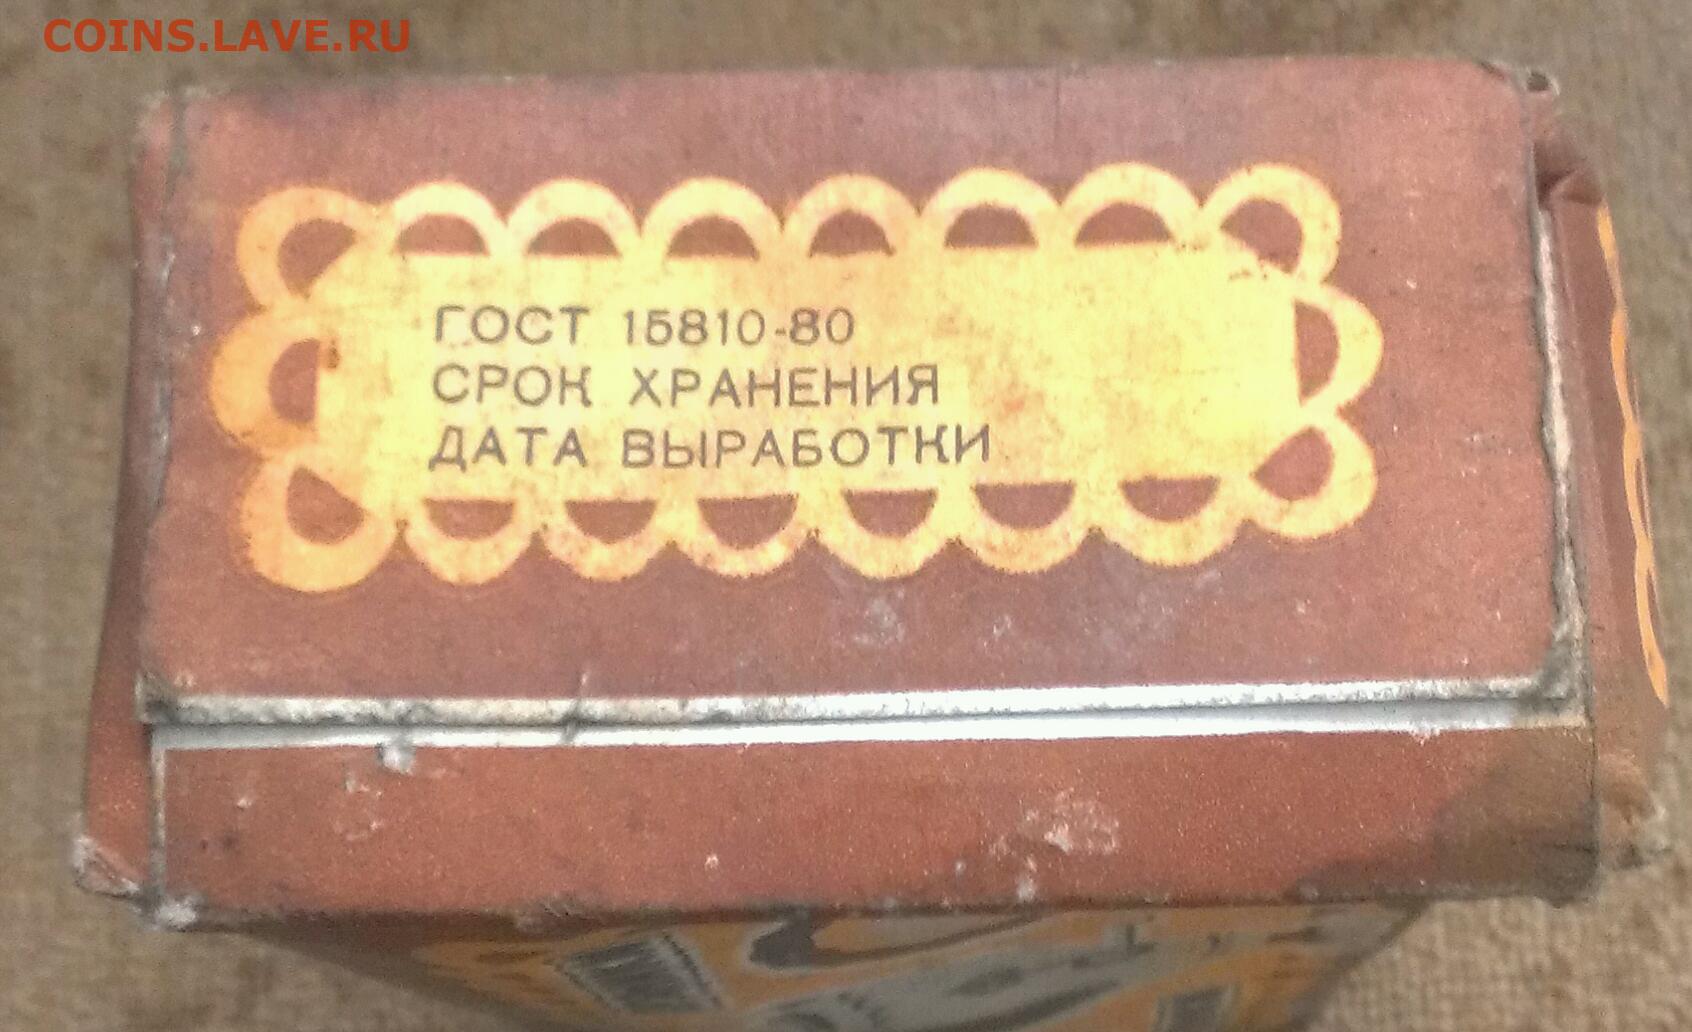 COINS.LAVE.RU
ГОСТ 15810-80
СРОК ХРАНЕНИЯ
ДАТА ВЫРАБОТКИ